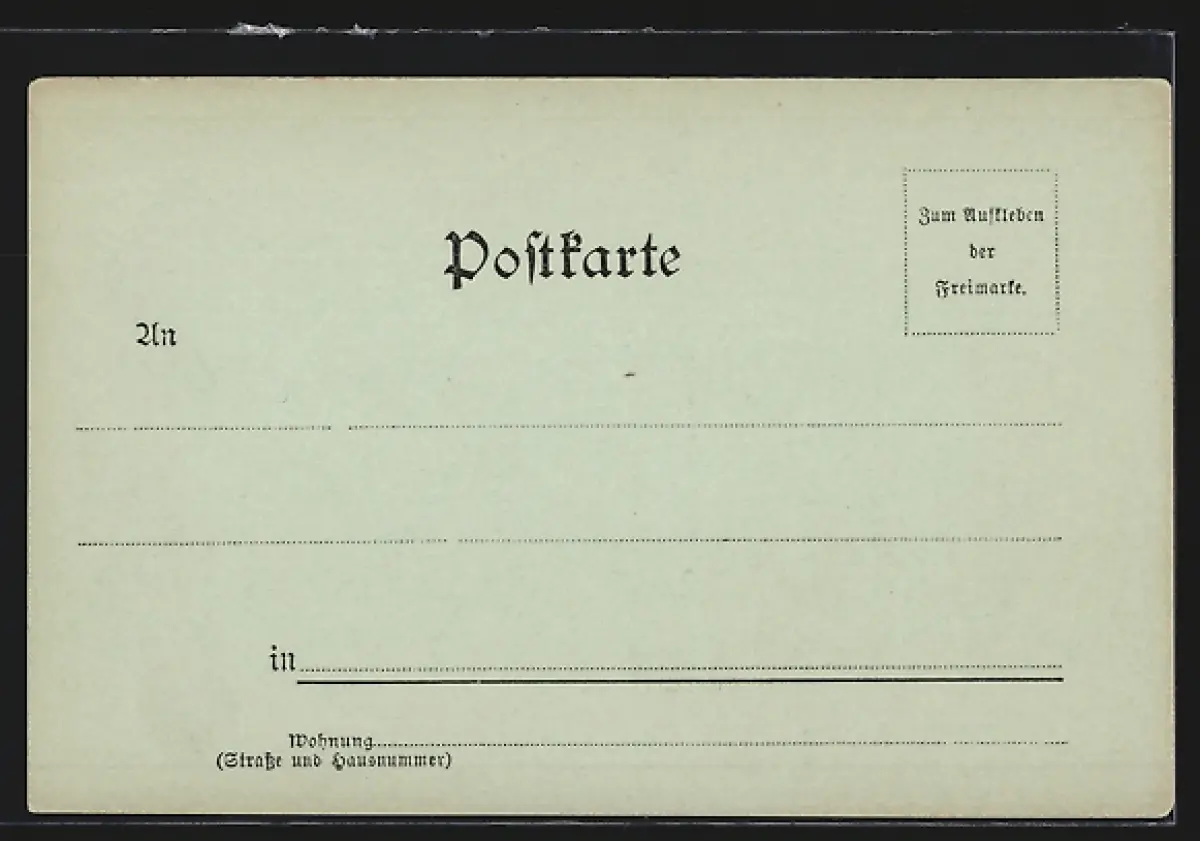 Zum Aufkleben
der
Freimarke.
Postkarte
An
in
Wohnung
(Straße und Hausnummer)